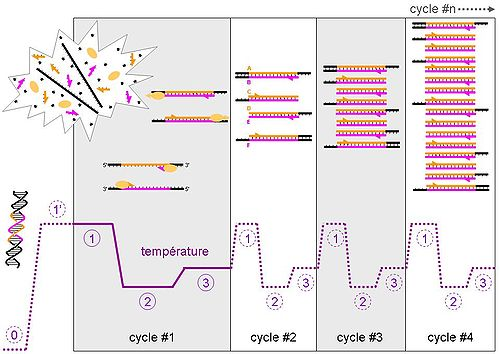 cycle #n
A
B
C
D
E
F
5' 3'
3' 5'
1'
1
température
3
2
0
1
2
3
1
2
3
1
2
3
cycle #1
cycle #2
cycle #3
cycle #4